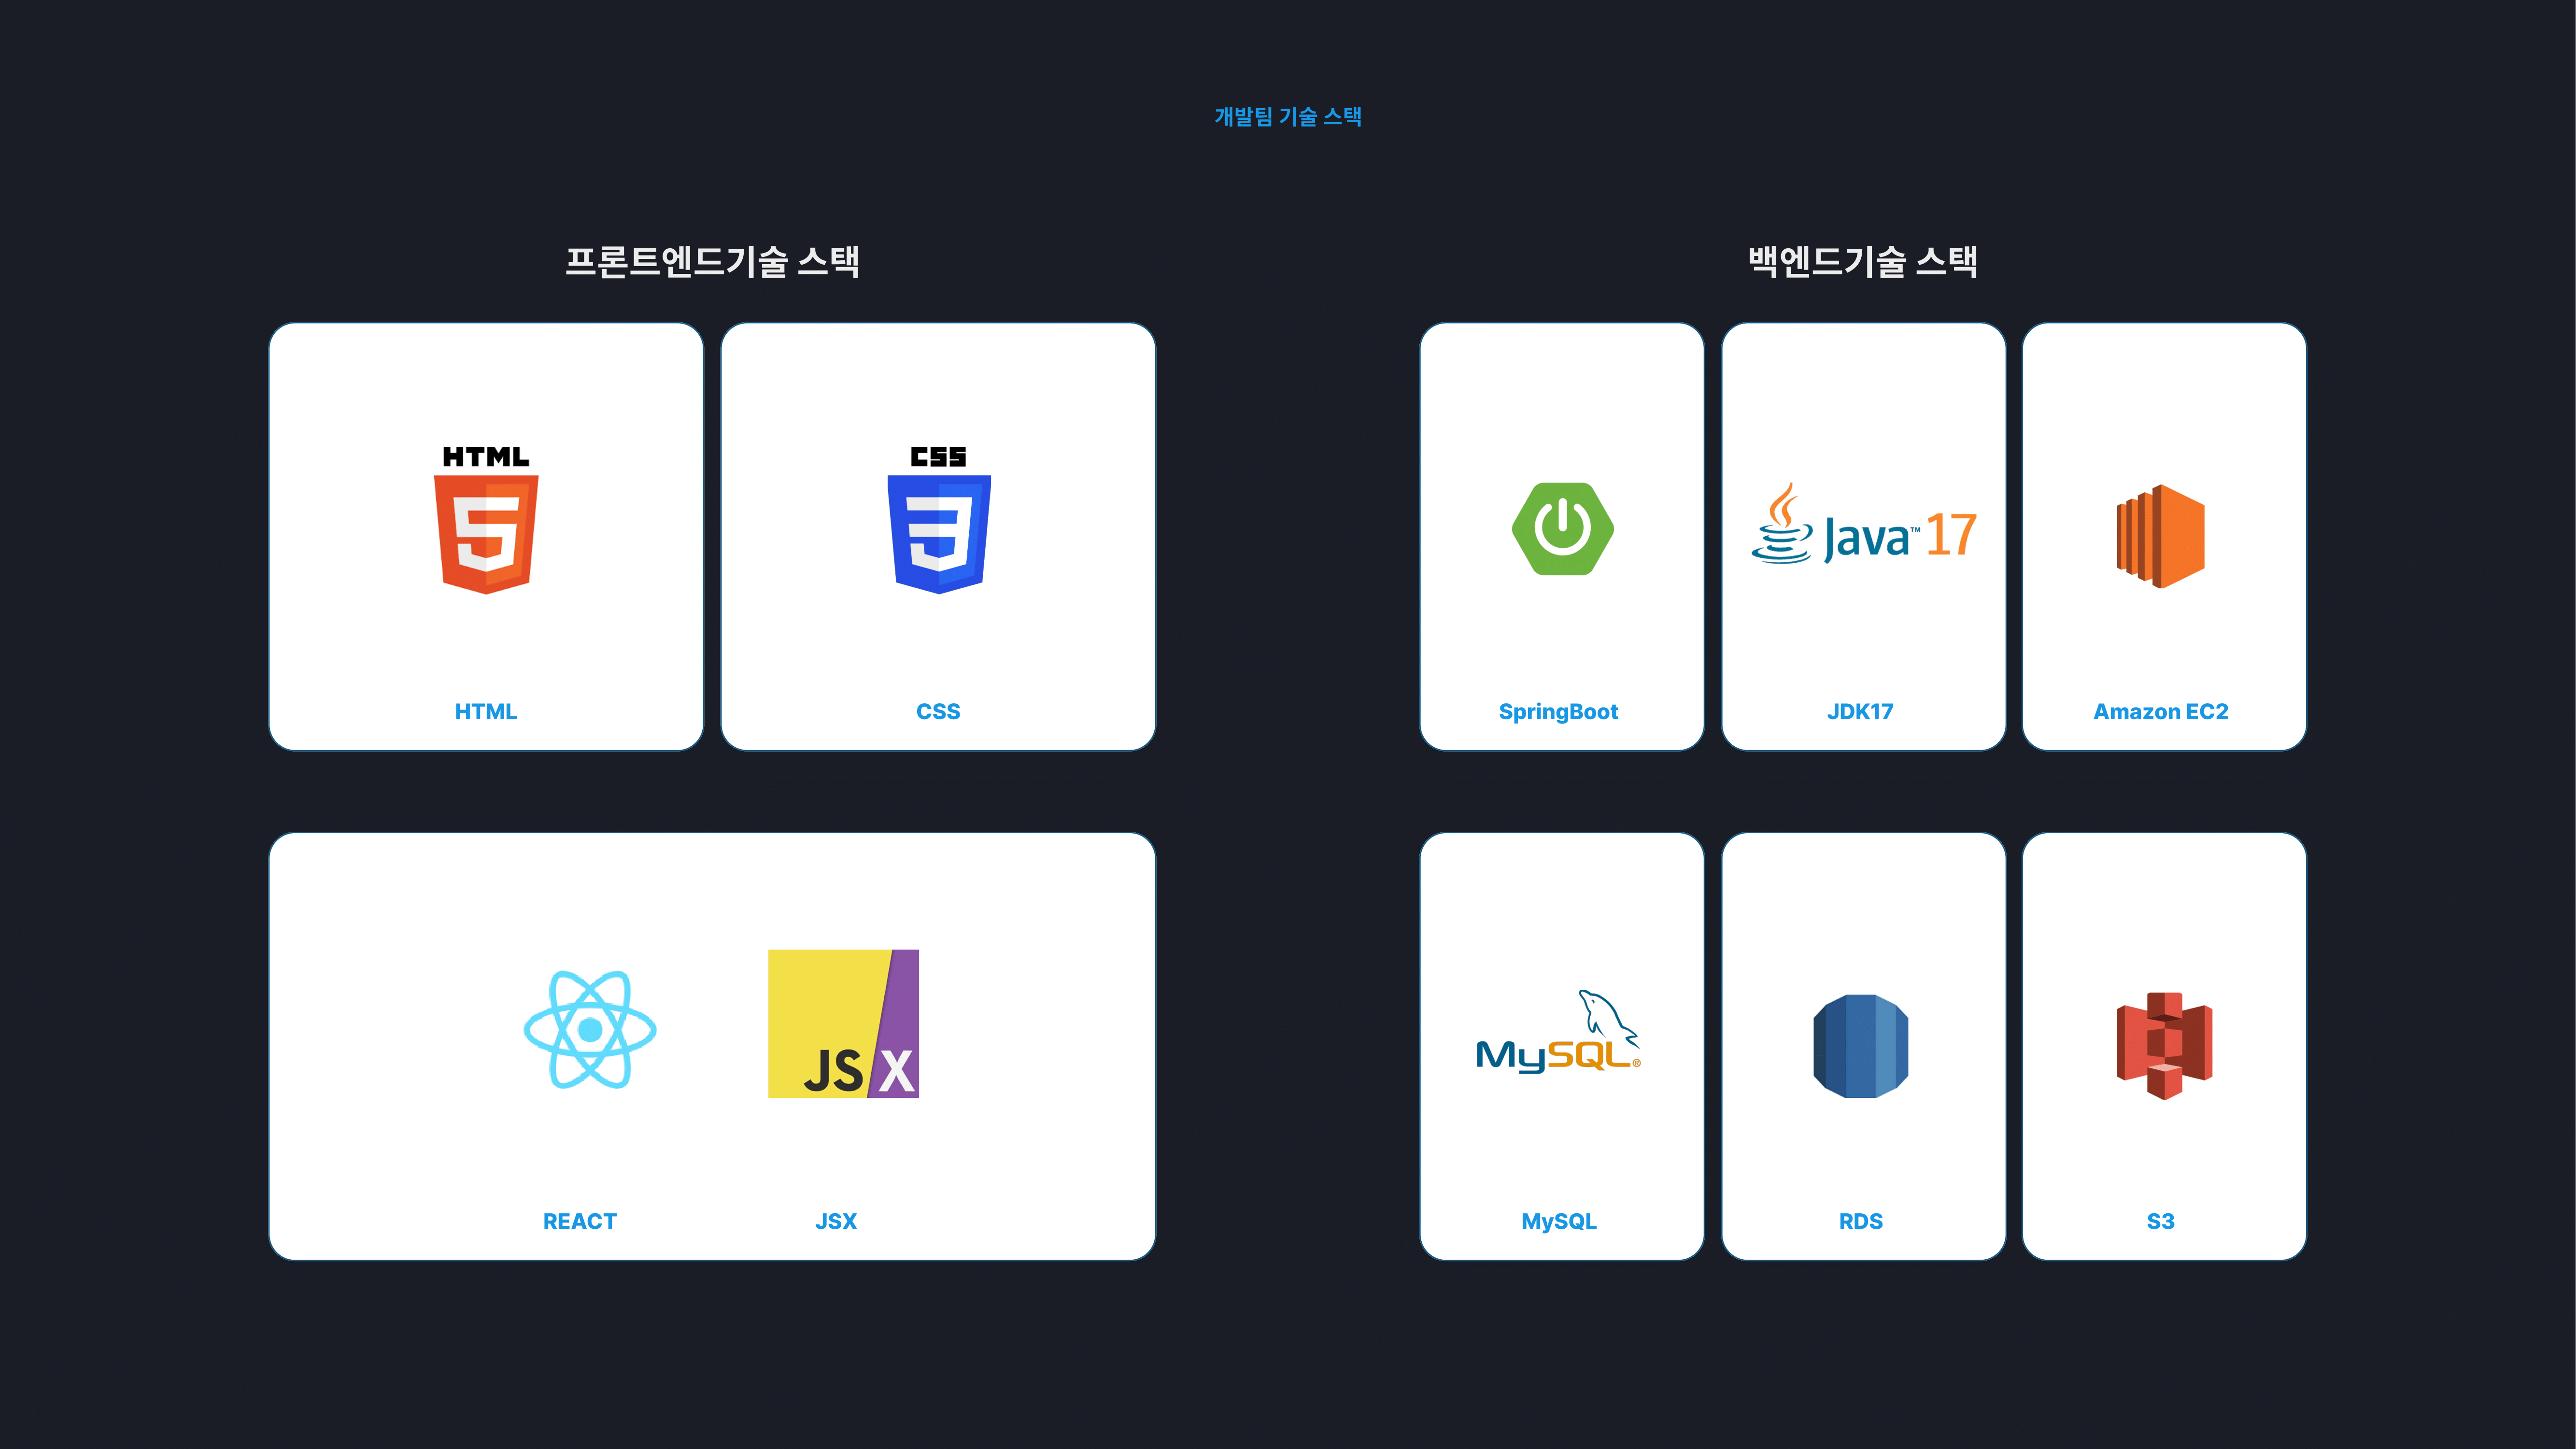 개발팀 기술 스택
프론트엔드기술 스택
HTML
HTML
CSS
CSS
JS X
REACT
JSX
백엔드기술 스택
SpringBoot
Java™ 17
JDK17
Amazon EC2
MySQL®
MySQL
RDS
S3